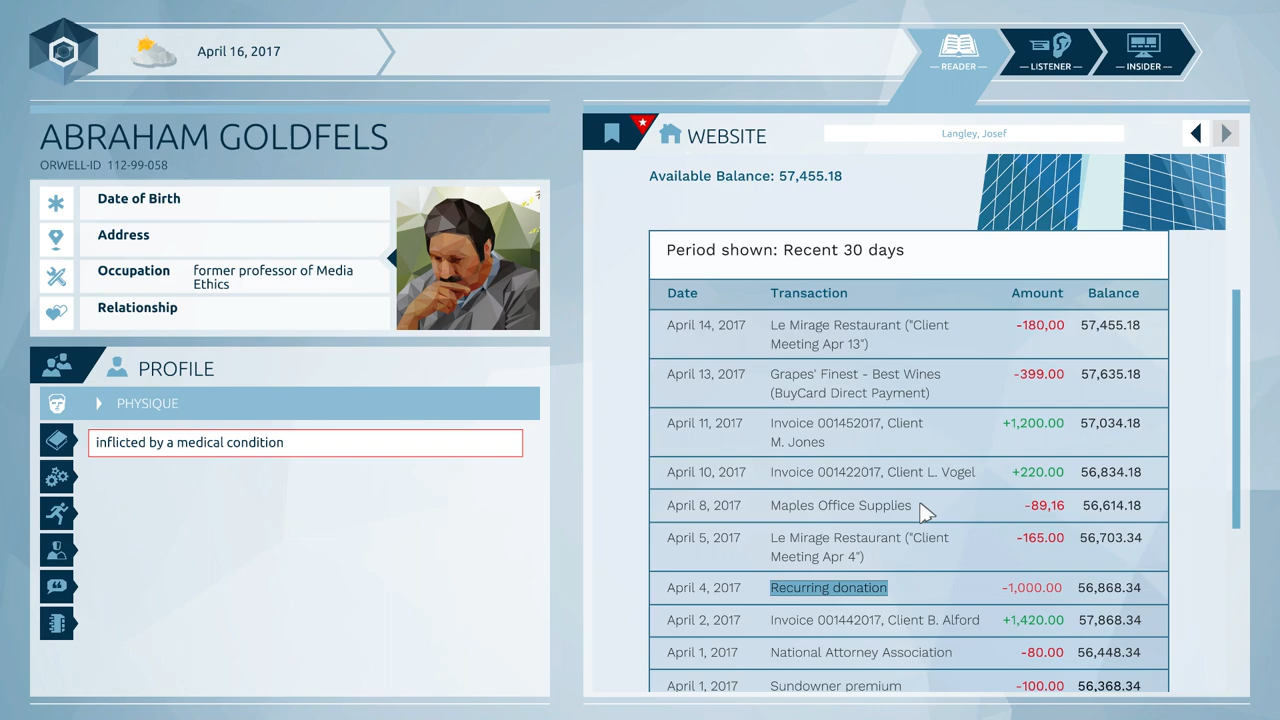 April 16, 2017
— READER —
— LISTENER —
— INSIDER —
ABRAHAM GOLDFELS
ORWELL-ID 112-99-058
Date of Birth
Address
Occupation former professor of Media
Ethics
Relationship
PROFILE
PHYSIQUE
inflicted by a medical condition
WEBSITE
Langley, Josef
Available Balance: 57,455.18
Period shown: Recent 30 days
Date Transaction Amount Balance
April 14, 2017 Le Mirage Restaurant ("Client -180,00 57,455.18
Meeting Apr 13")
April 13, 2017 Grapes' Finest - Best Wines -399.00 57,635.18
(BuyCard Direct Payment)
April 11, 2017 Invoice 001452017, Client +1,200.00 57,034.18
M. Jones
April 10, 2017 Invoice 001422017, Client L. Vogel +220.00 56,834.18
April 8, 2017 Maples Office Supplies -89,16 56,614.18
April 5, 2017 Le Mirage Restaurant ("Client -165.00 56,703.34
Meeting Apr 4")
April 4, 2017 Recurring donation -1,000.00 56,868.34
April 2, 2017 Invoice 001442017, Client B. Alford +1,420.00 57,868.34
April 1, 2017 National Attorney Association -80.00 56,448.34
April 1, 2017 Sundowner premium -100.00 56,368.34